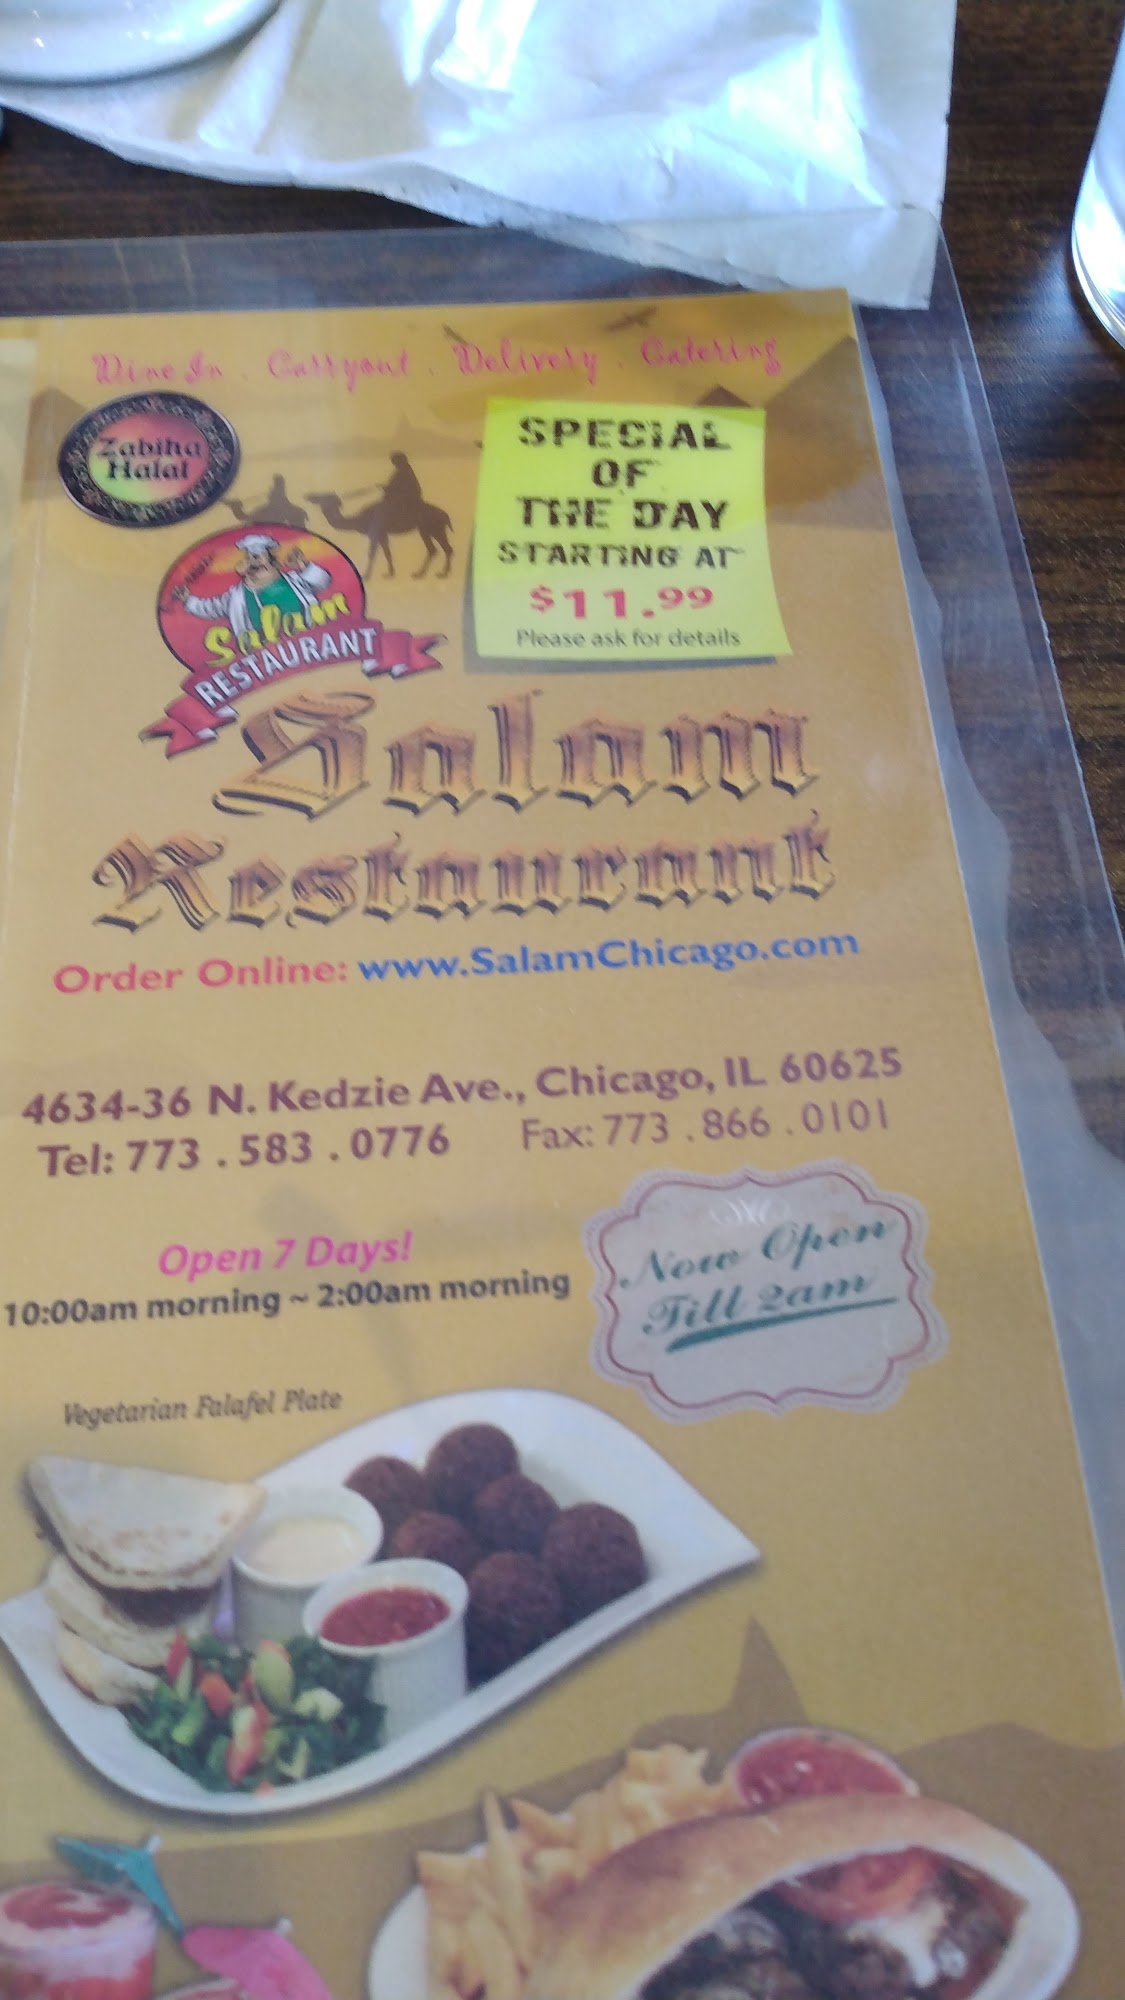 Dine In . Carryout . Delivery . Catering
Zabiha
Halal
SPECIAL
OF
THE DAY
STARTING AT
$11.99
Please ask for details
Salam
RESTAURANT
Salam
Restaurant
Order Online: www.SalamChicago.com
4634-36 N. Kedzie Ave., Chicago, IL 60625
Tel: 773 . 583 . 0776 Fax: 773 . 866 . 0101
Open 7 Days!
10:00am morning ~ 2:00am morning
Now Open
Till 2am
Vegetarian Falafel Plate